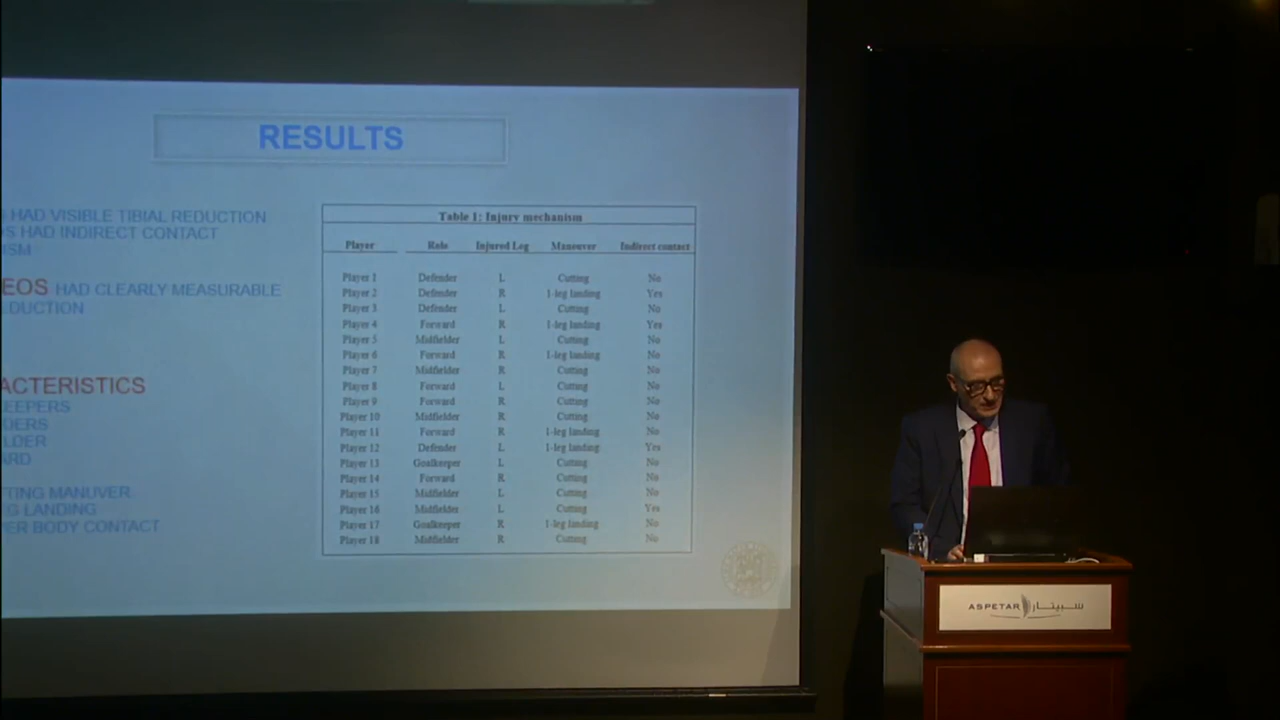 RESULTS
HAD VISIBLE TIBIAL REDUCTION
HAD INDIRECT CONTACT
EOS HAD CLEARLY MEASURABLE
DUCTION
ACTERISTICS
EEPERS
DERS
LDER
ARD
TTING MANUVER
G LANDING
PER BODY CONTACT
Table 1: Injury mechanism
Player Role Injured Leg Maneuver Indirect contact
Player 1 Defender L Cutting No
Player 2 Defender R 1-leg landing Yes
Player 3 Defender L Cutting No
Player 4 Forward R 1-leg landing Yes
Player 5 Midfielder L Cutting No
Player 6 Forward R 1-leg landing No
Player 7 Midfielder R Cutting No
Player 8 Forward L Cutting No
Player 9 Forward R Cutting No
Player 10 Midfielder R Cutting No
Player 11 Forward R 1-leg landing No
Player 12 Defender L 1-leg landing Yes
Player 13 Goalkeeper L Cutting No
Player 14 Forward R Cutting No
Player 15 Midfielder L Cutting No
Player 16 Midfielder L Cutting Yes
Player 17 Goalkeeper R 1-leg landing No
Player 18 Midfielder R Cutting No
ASPETAR سبيتار